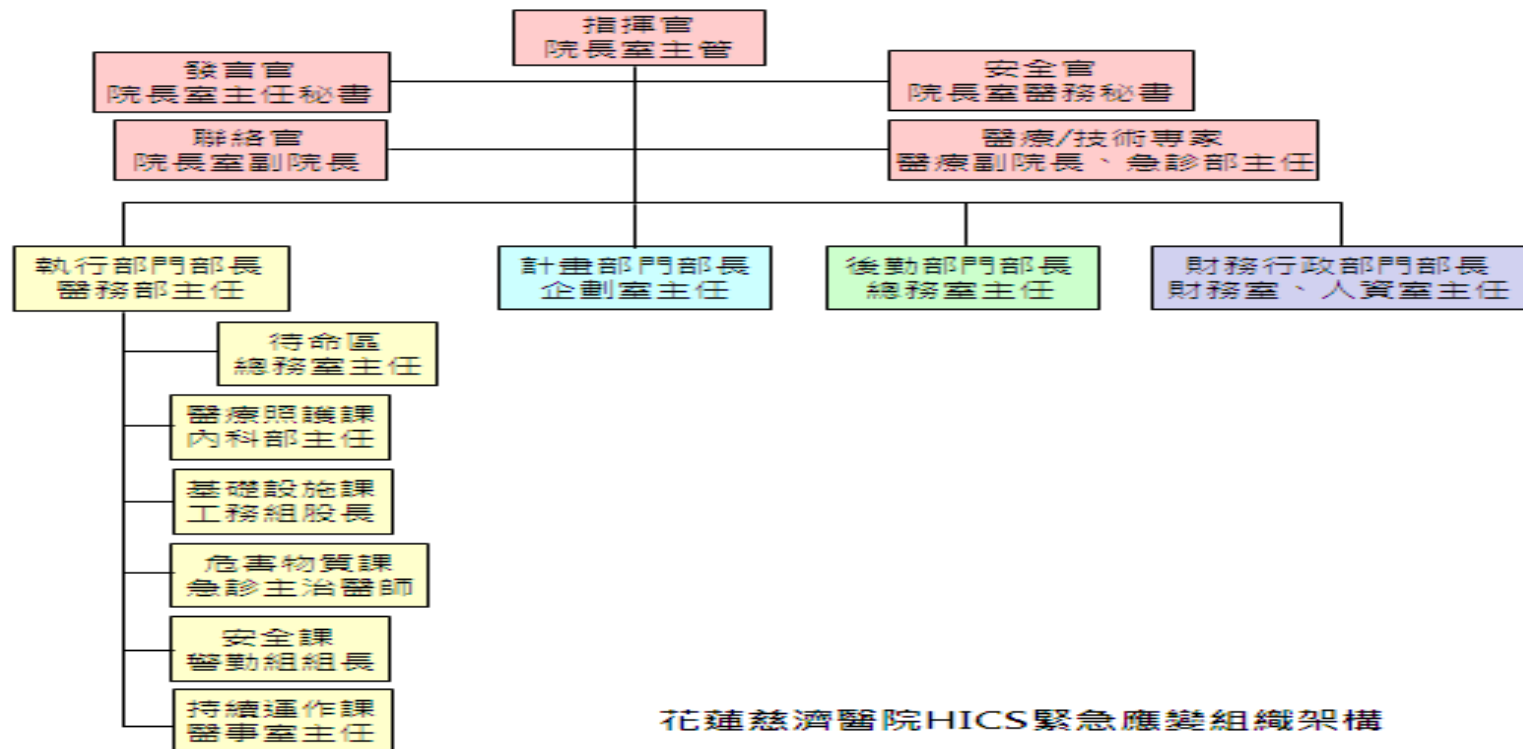 指揮官
院長室主管
發言官
院長室主任秘書
安全官
院長室醫務秘書
聯絡官
院長室副院長
醫療/技術專家
醫療副院長、急診部主任
執行部門部長
醫務部主任
計畫部門部長
企劃室主任
後勤部門部長
總務室主任
財務行政部門部長
財務室、人資室主任
待命區
總務室主任
醫療照護課
內科部主任
基礎設施課
工務組股長
危害物質課
急診主治醫師
安全課
警勤組組長
持續運作課
醫事室主任
花蓮慈濟醫院HICS緊急應變組織架構